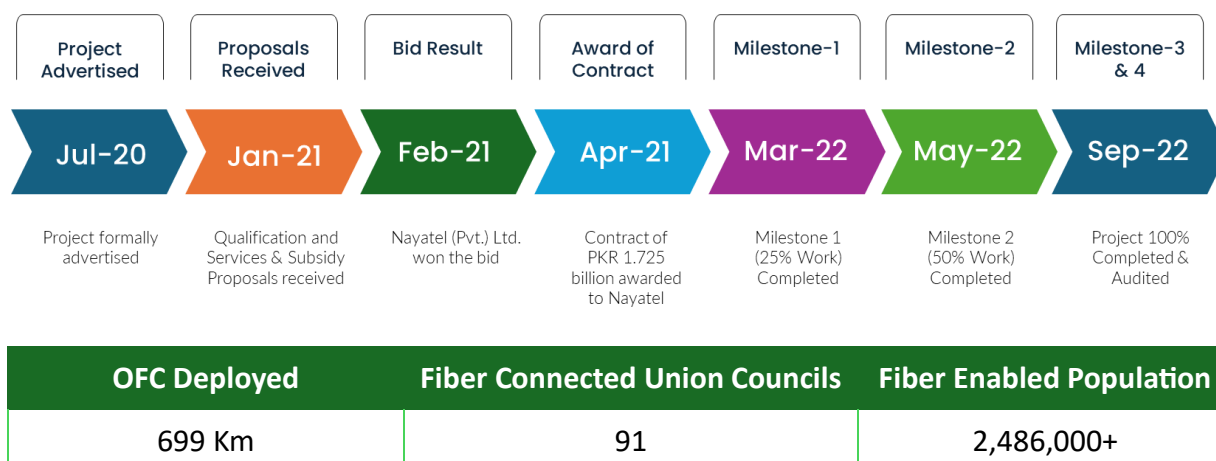 Project
Advertised
Proposals
Received
Bid Result
Award of
Contract
Milestone-1
Milestone-2
Milestone-3
& 4
Jul-20
Jan-21
Feb-21
Apr-21
Mar-22
May-22
Sep-22
Project formally
advertised
Qualification and
Services & Subsidy
Proposals received
Nayatel (Pvt.) Ltd.
won the bid
Contract of
PKR 1.725
billion awarded
to Nayatel
Milestone 1
(25% Work)
Completed
Milestone 2
(50% Work)
Completed
Project 100%
Completed &
Audited
OFC Deployed
Fiber Connected Union Councils
Fiber Enabled Population
699 Km
91
2,486,000+